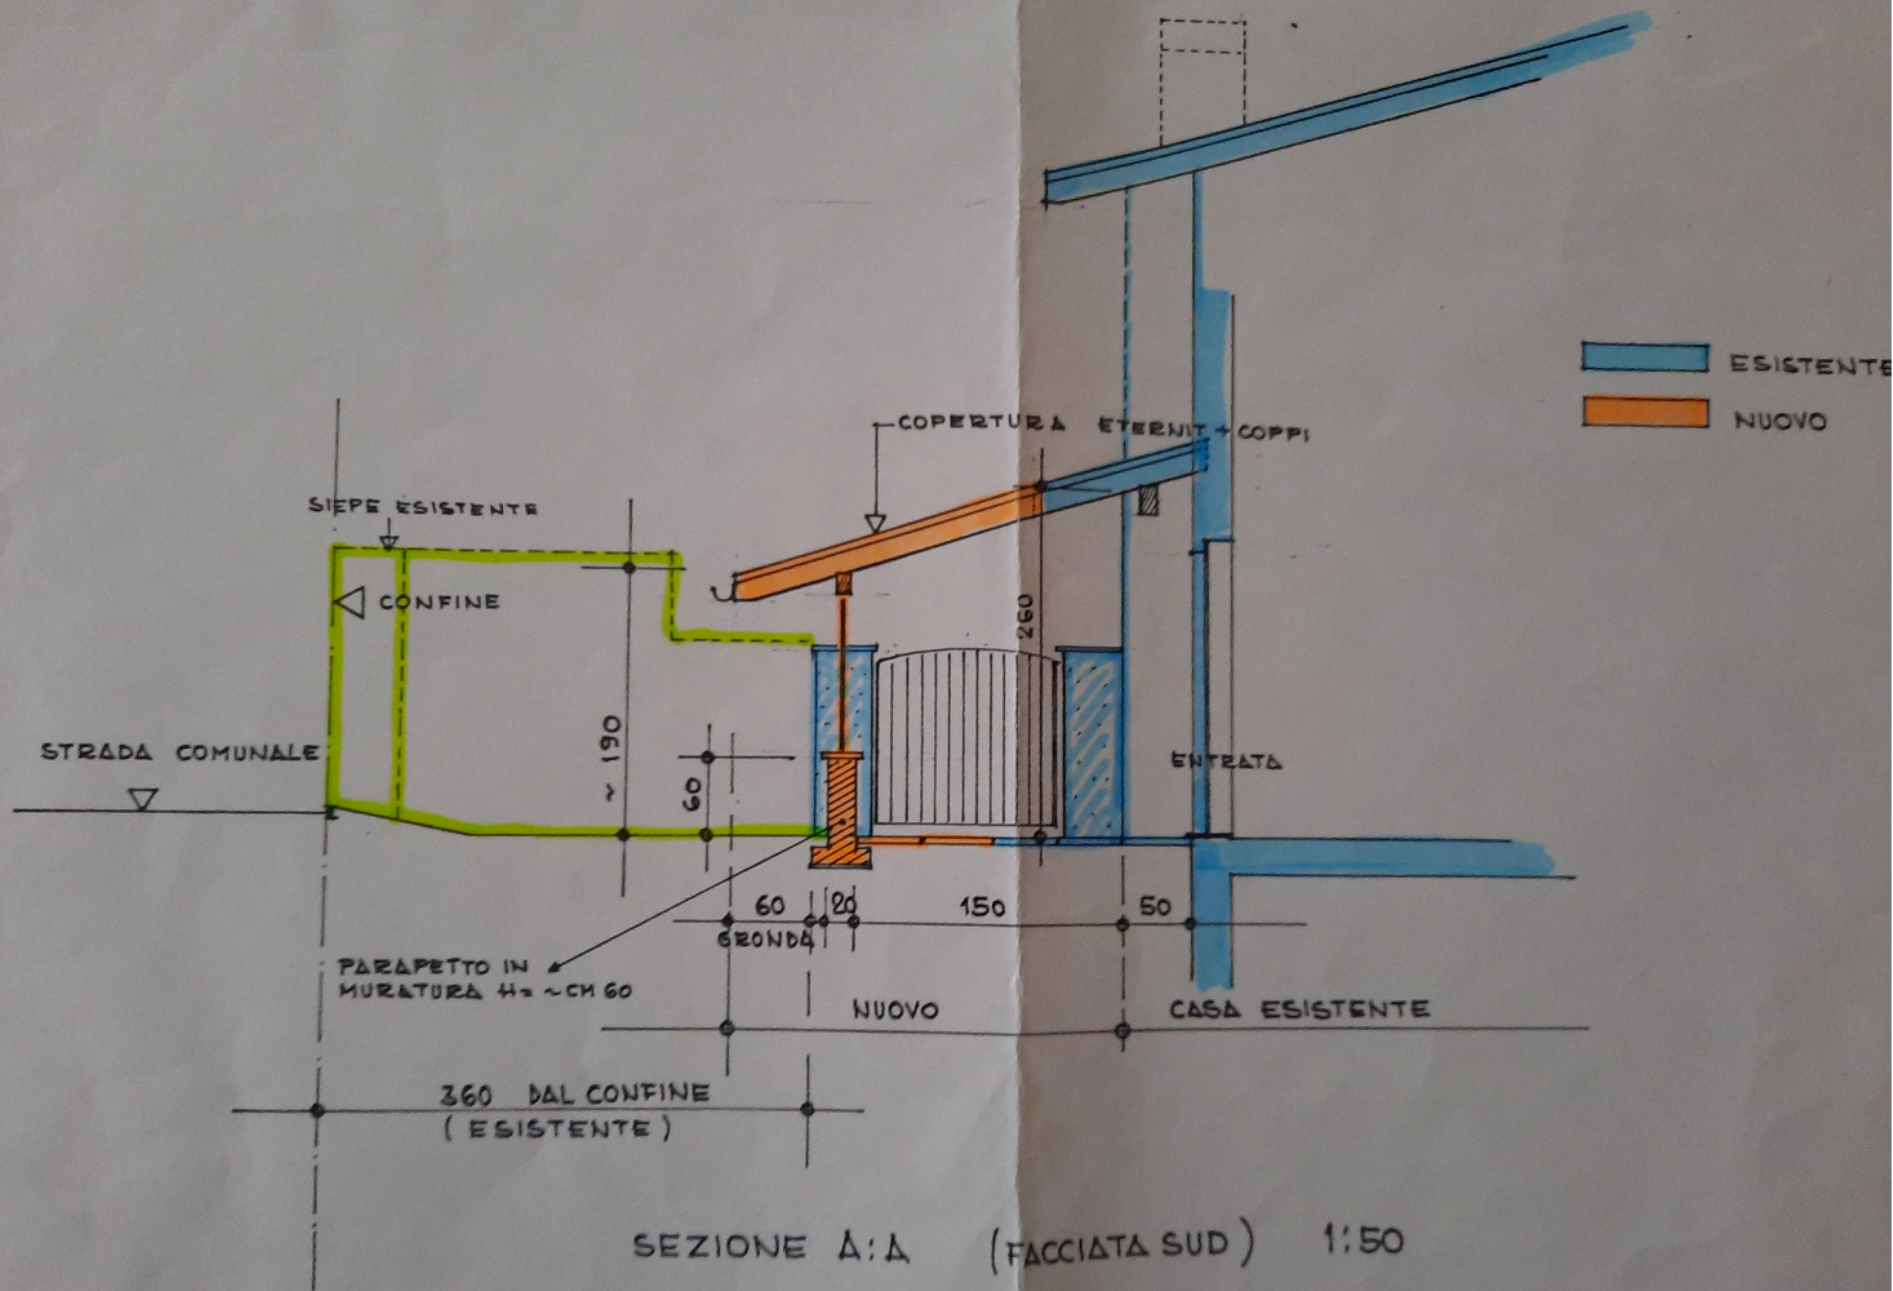 ESISTENTE
NUOVO
COPERTURA ETERNIT + COPPI
SIEPE ESISTENTE
CONFINE
260
STRADA COMUNALE
~ 190
60
ENTRATA
60 20 150 50
GRONDA
PARAPETTO IN
MURATURA H= ~CM 60
NUOVO CASA ESISTENTE
360 DAL CONFINE
( ESISTENTE )
SEZIONE A:A (FACCIATA SUD) 1:50